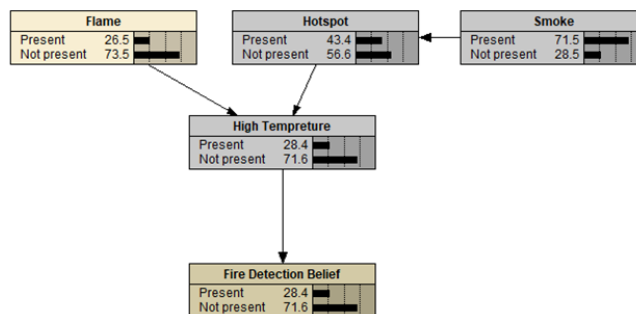 Flame
Present 26.5
Not present 73.5
Hotspot
Present 43.4
Not present 56.6
Smoke
Present 71.5
Not present 28.5
High Tempreture
Present 28.4
Not present 71.6
Fire Detection Belief
Present 28.4
Not present 71.6